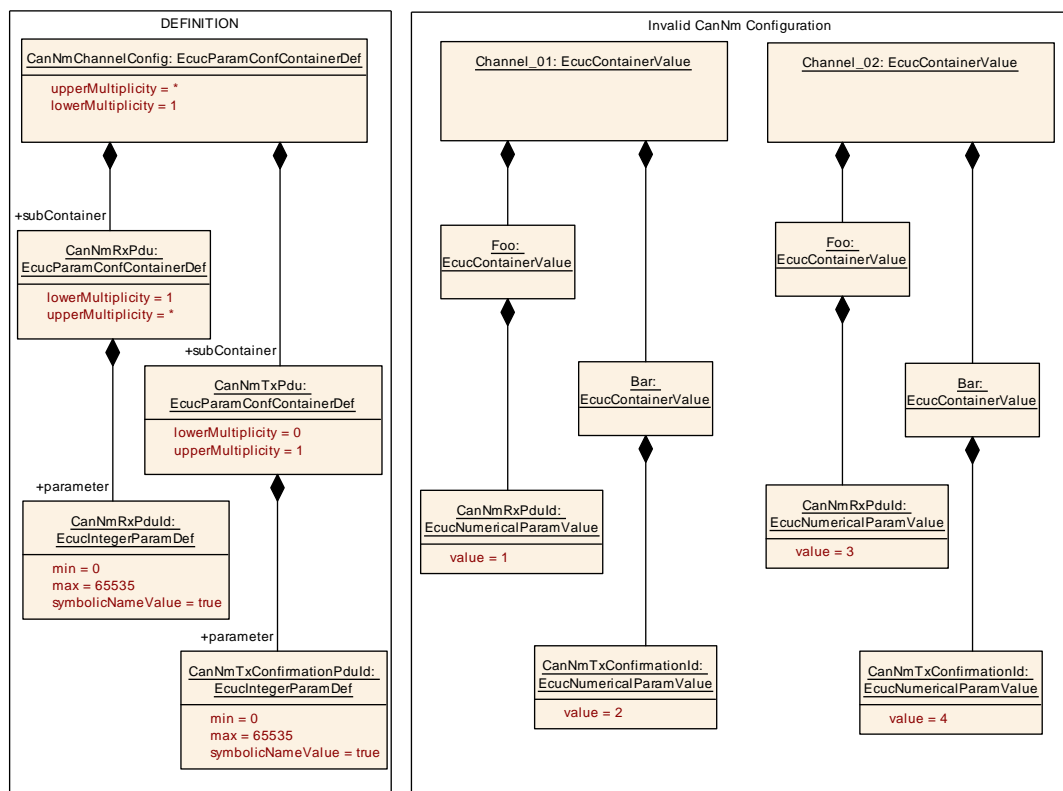 DEFINITION
CanNmChannelConfig: EcucParamConfContainerDef
upperMultiplicity = *
lowerMultiplicity = 1
+subContainer
CanNmRxPdu:
EcucParamConfContainerDef
lowerMultiplicity = 1
upperMultiplicity = *
+subContainer
CanNmTxPdu:
EcucParamConfContainerDef
lowerMultiplicity = 0
upperMultiplicity = 1
+parameter
CanNmRxPduId:
EcucIntegerParamDef
min = 0
max = 65535
symbolicNameValue = true
+parameter
CanNmTxConfirmationPduId:
EcucIntegerParamDef
min = 0
max = 65535
symbolicNameValue = true
Invalid CanNm Configuration
Channel_01: EcucContainerValue
Foo:
EcucContainerValue
Bar:
EcucContainerValue
CanNmRxPduId:
EcucNumericalParamValue
value = 1
CanNmTxConfirmationId:
EcucNumericalParamValue
value = 2
Channel_02: EcucContainerValue
Foo:
EcucContainerValue
Bar:
EcucContainerValue
CanNmRxPduId:
EcucNumericalParamValue
value = 3
CanNmTxConfirmationId:
EcucNumericalParamValue
value = 4